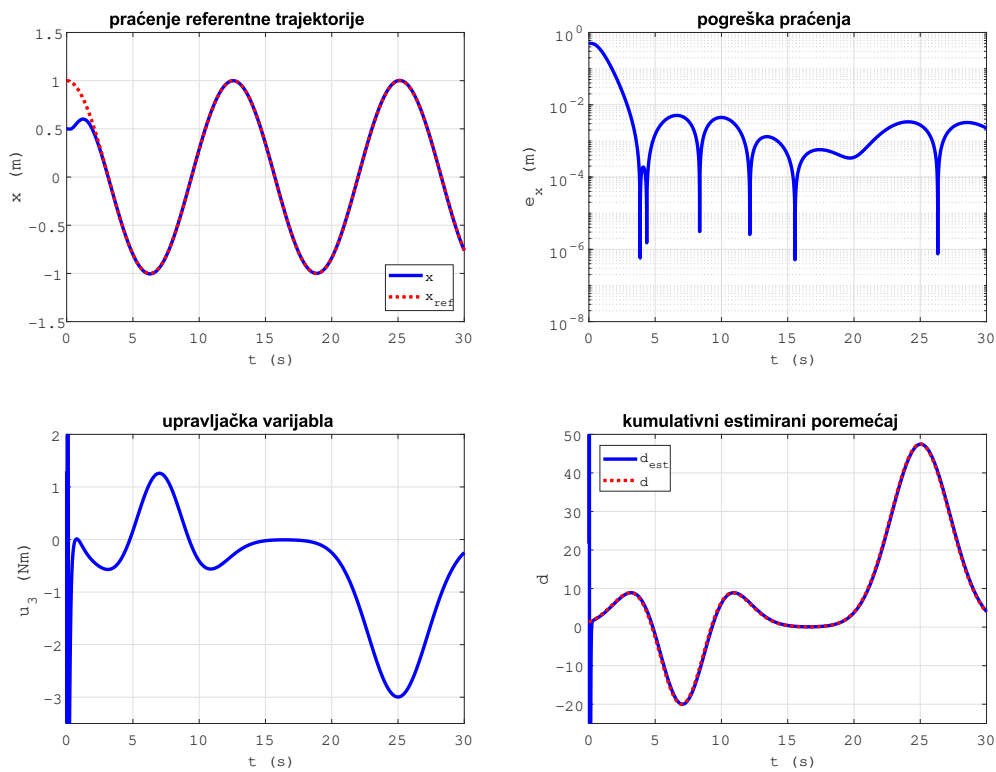 praćenje referentne trajektorije
1.5
1
0.5
0
-0.5
-1
-1.5
x (m)
0 5 10 15 20 25 30
t (s)
x
x_ref
pogreška praćenja
10^0
10^-2
10^-4
10^-6
10^-8
e_x (m)
0 5 10 15 20 25 30
t (s)
upravljačka varijabla
2
1
0
-1
-2
-3
u_3 (Nm)
0 5 10 15 20 25 30
t (s)
kumulativni estimirani poremećaj
50
40
30
20
10
0
-10
-20
d
0 5 10 15 20 25 30
t (s)
d_est
d